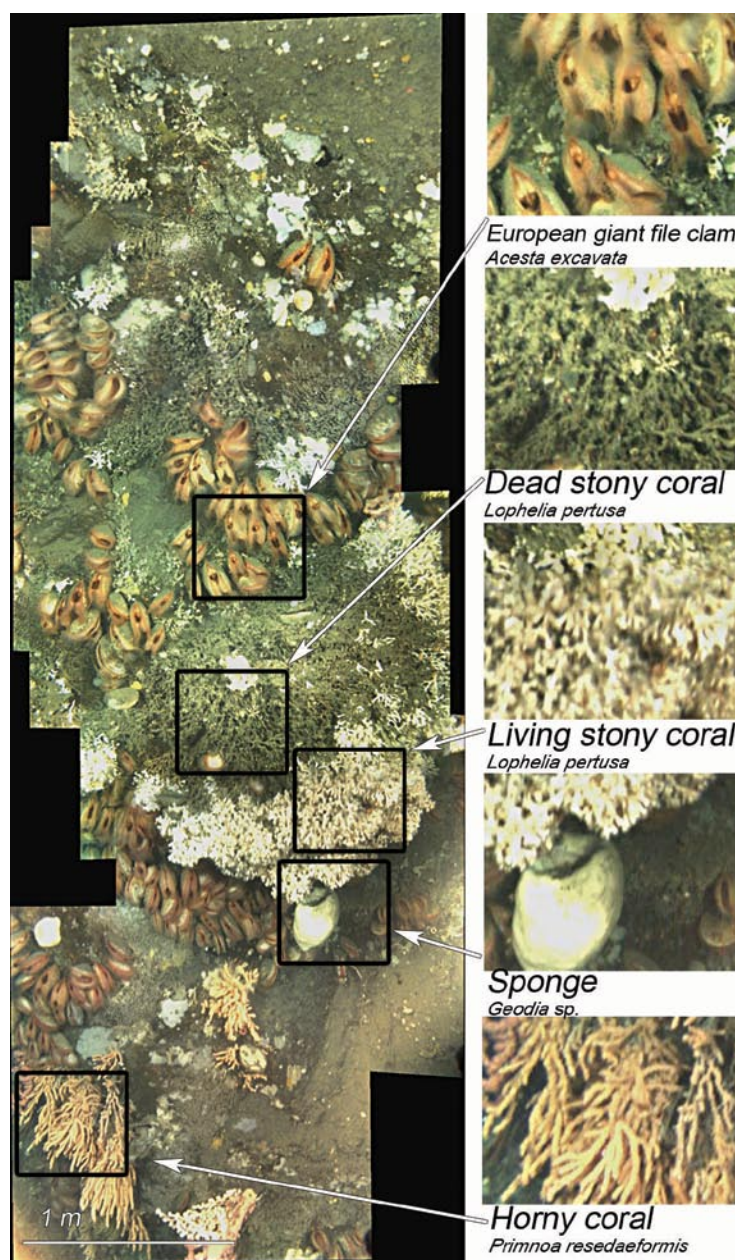 European giant file clam
Acesta excavata
Dead stony coral
Lophelia pertusa
Living stony coral
Lophelia pertusa
Sponge
Geodia sp.
Horny coral
Primnoa resedaeformis
1 m